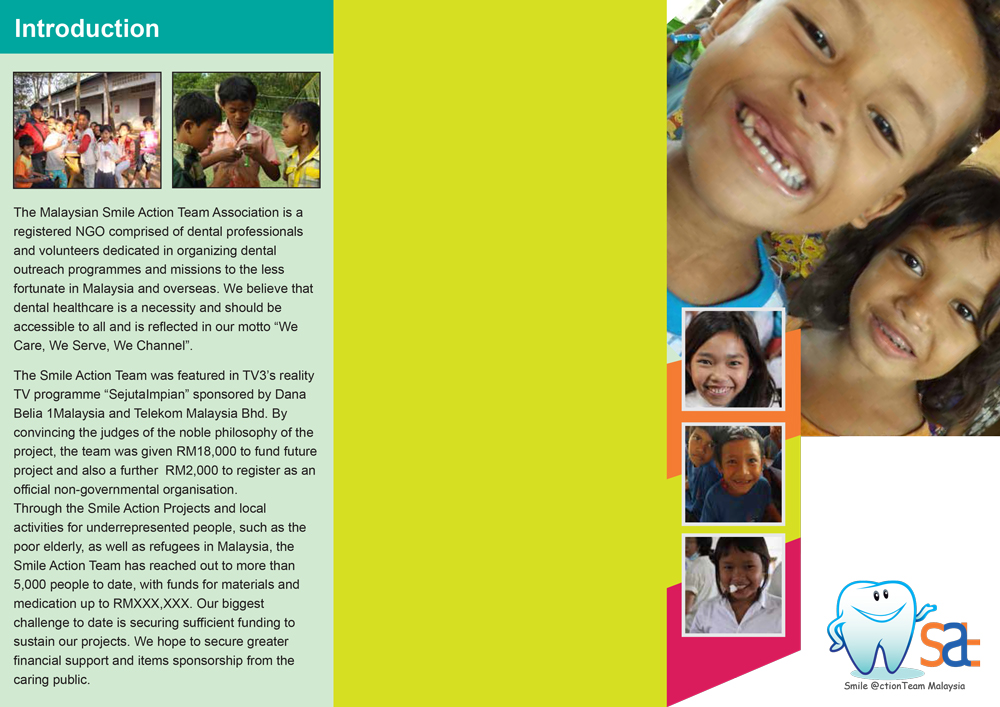 Introduction
The Malaysian Smile Action Team Association is a
registered NGO comprised of dental professionals
and volunteers dedicated in organizing dental
outreach programmes and missions to the less
fortunate in Malaysia and overseas. We believe that
dental healthcare is a necessity and should be
accessible to all and is reflected in our motto “We
Care, We Serve, We Channel”.
The Smile Action Team was featured in TV3’s reality
TV programme “SejutaImpian” sponsored by Dana
Belia 1Malaysia and Telekom Malaysia Bhd. By
convincing the judges of the noble philosophy of the
project, the team was given RM18,000 to fund future
project and also a further  RM2,000 to register as an
official non-governmental organisation.
Through the Smile Action Projects and local
activities for underrepresented people, such as the
poor elderly, as well as refugees in Malaysia, the
Smile Action Team has reached out to more than
5,000 people to date, with funds for materials and
medication up to RMXXX,XXX. Our biggest
challenge to date is securing sufficient funding to
sustain our projects. We hope to secure greater
financial support and items sponsorship from the
caring public.
sat
Smile @ctionTeam Malaysia